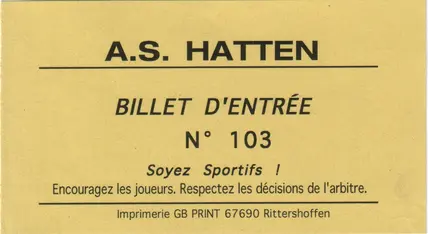 A.S. HATTEN
BILLET D'ENTRÉE
N° 103
Soyez Sportifs !
Encouragez les joueurs. Respectez les décisions de l'arbitre.
Imprimerie GB PRINT 67690 Rittershoffen